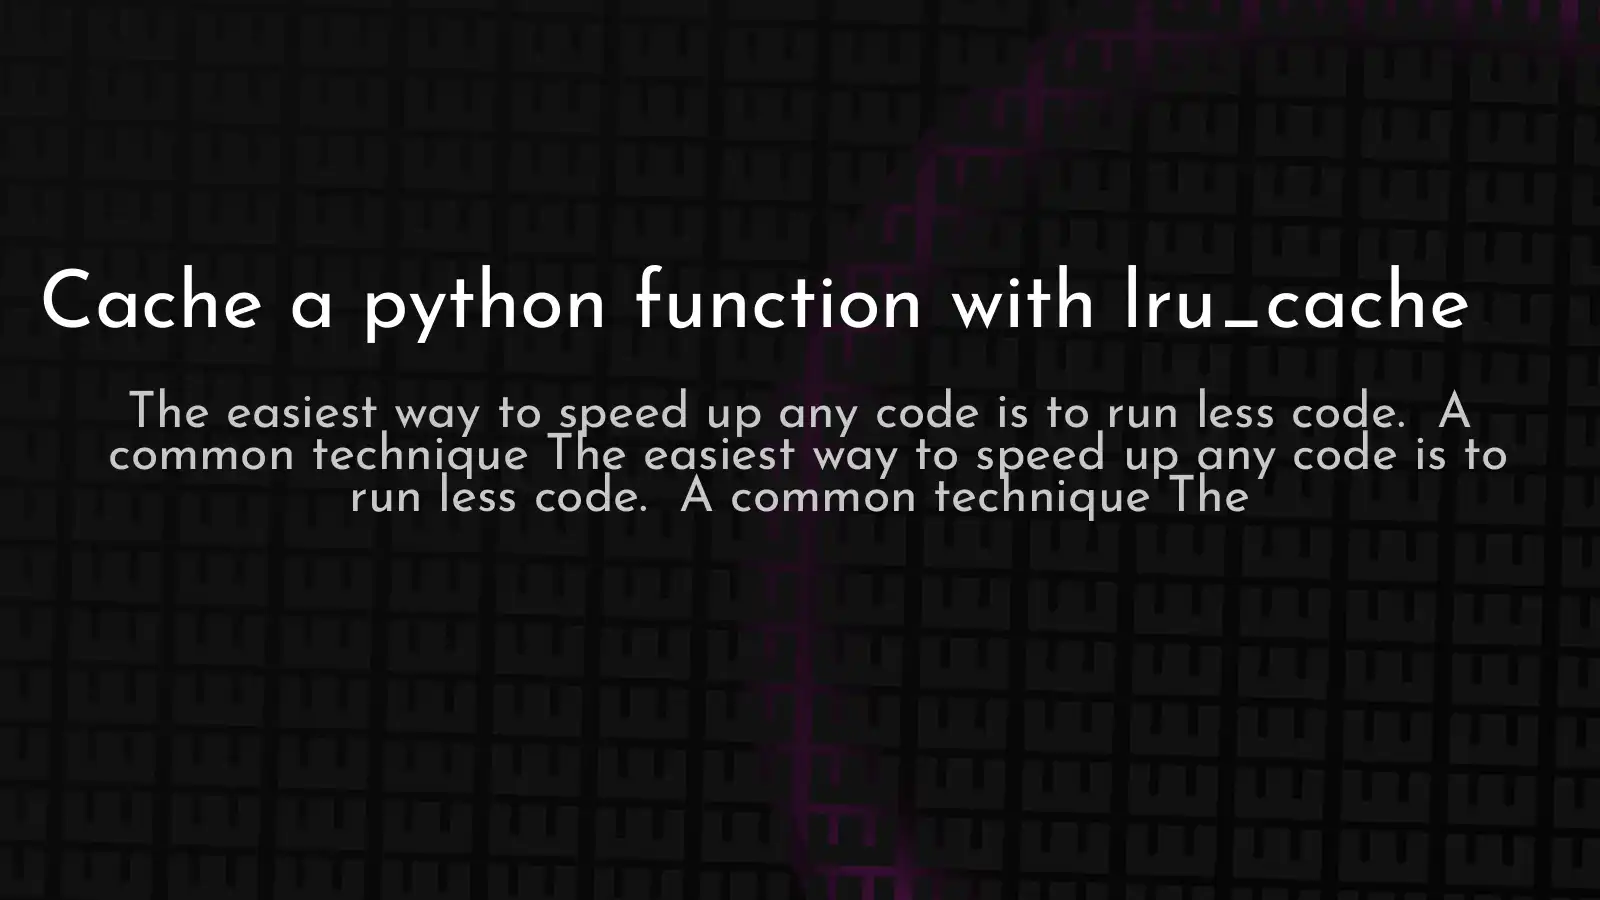 Cache a python function with lru_cache
The easiest way to speed up any code is to run less code.  A
common technique The easiest way to speed up any code is to
run less code.  A common technique The